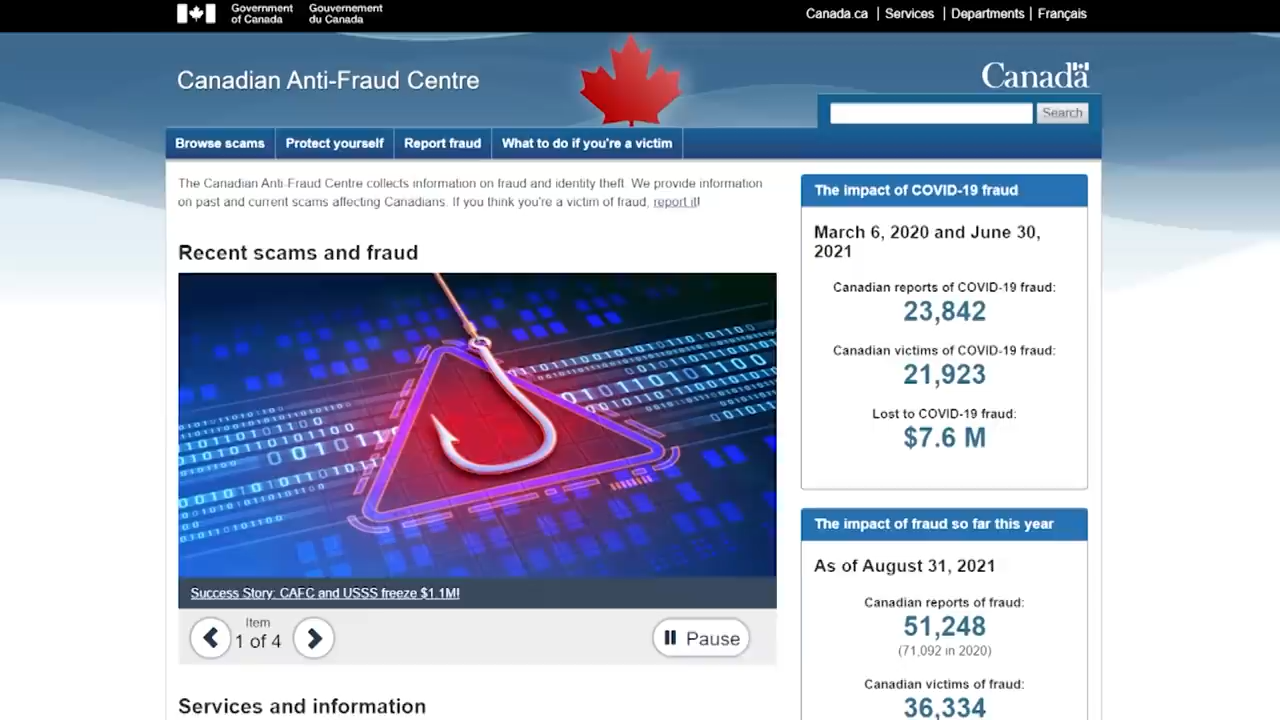 Government of Canada
Gouvernement du Canada
Canada.ca | Services | Departments | Français
Canadian Anti-Fraud Centre
Canada
Search
Browse scams
Protect yourself
Report fraud
What to do if you're a victim
The Canadian Anti-Fraud Centre collects information on fraud and identity theft. We provide information
on past and current scams affecting Canadians. If you think you're a victim of fraud, report it!
Recent scams and fraud
Success Story: CAFC and USSS freeze $1.1M!
Item
1 of 4
Pause
Services and information
The impact of COVID-19 fraud
March 6, 2020 and June 30,
2021
Canadian reports of COVID-19 fraud:
23,842
Canadian victims of COVID-19 fraud:
21,923
Lost to COVID-19 fraud:
$7.6 M
The impact of fraud so far this year
As of August 31, 2021
Canadian reports of fraud:
51,248
(71,092 in 2020)
Canadian victims of fraud:
36,334